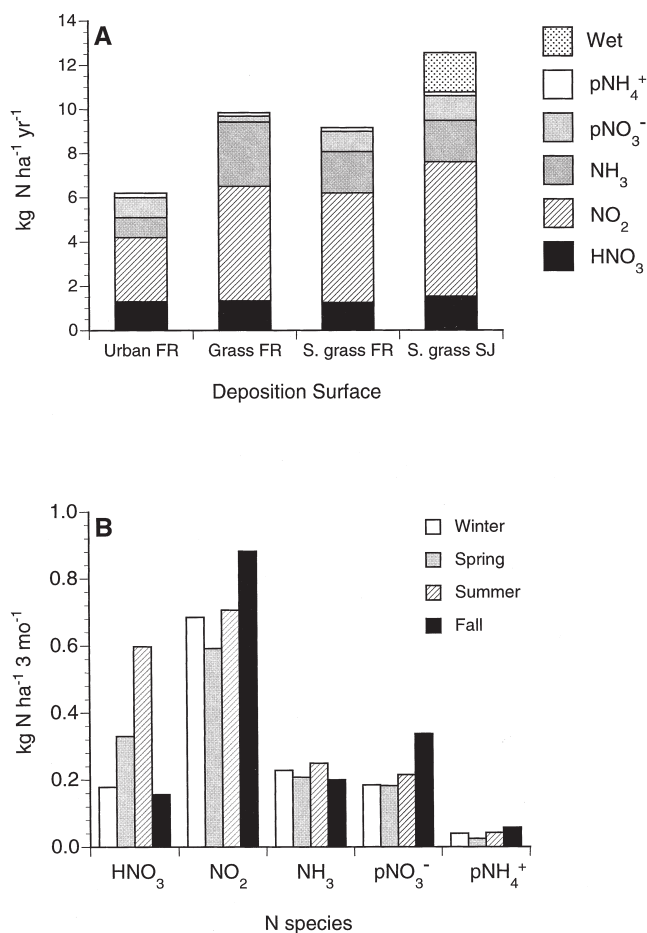 A
14
12
10
8
6
4
2
0
kg N ha⁻¹ yr⁻¹
Urban FR
Grass FR
S. grass FR
S. grass SJ
Deposition Surface
Wet
pNH₄⁺
pNO₃⁻
NH₃
NO₂
HNO₃
B
1.0
0.8
0.6
0.4
0.2
0.0
kg N ha⁻¹ 3 mo⁻¹
Winter
Spring
Summer
Fall
HNO₃
NO₂
NH₃
pNO₃⁻
pNH₄⁺
N species